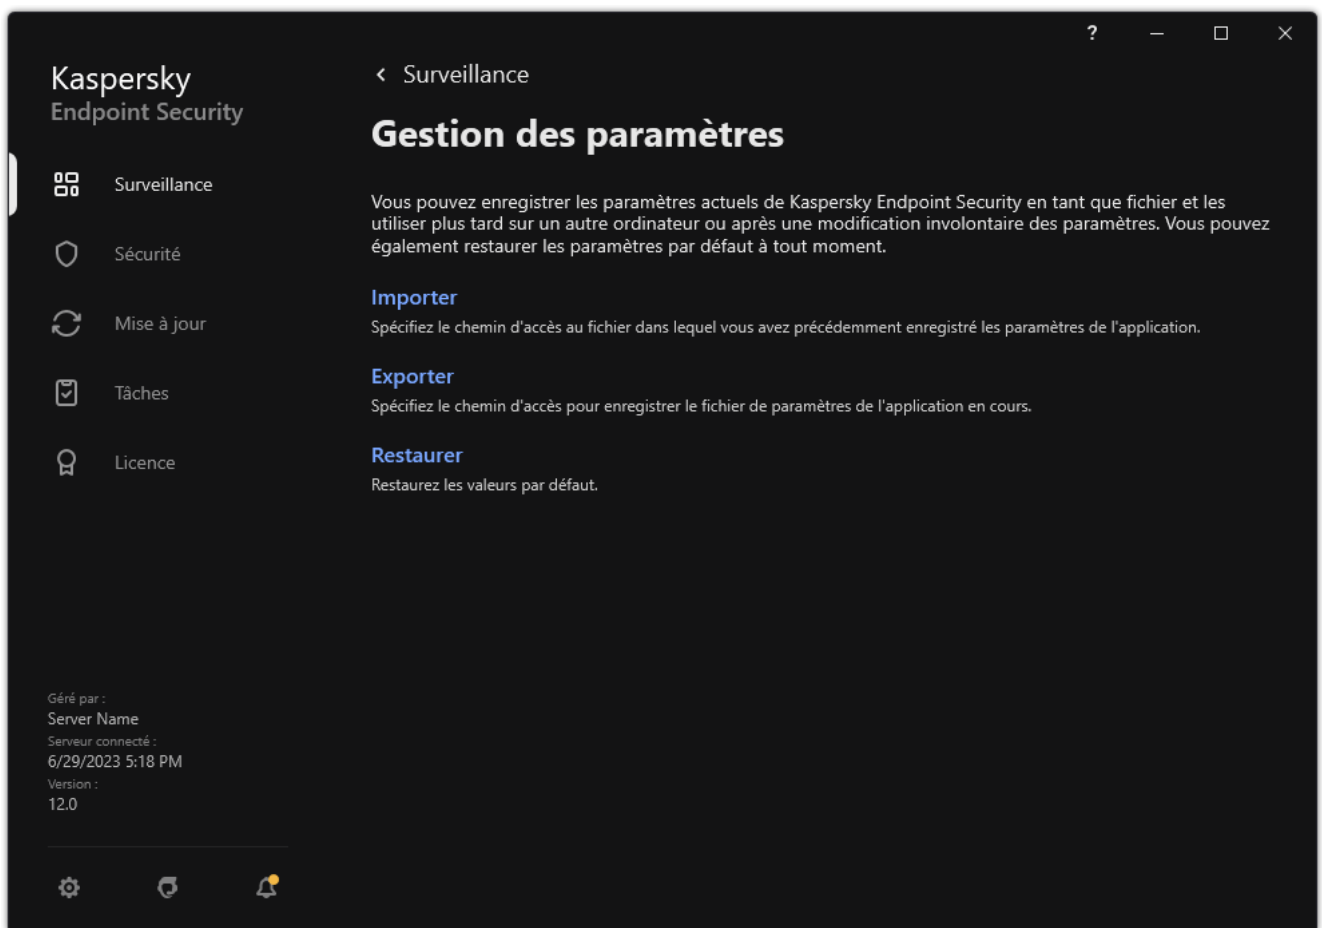 ?
Kaspersky
Endpoint Security
Surveillance
Sécurité
Mise à jour
Tâches
Licence
Géré par :
Server Name
Serveur connecté :
6/29/2023 5:18 PM
Version :
12.0
Surveillance
Gestion des paramètres
Vous pouvez enregistrer les paramètres actuels de Kaspersky Endpoint Security en tant que fichier et les
utiliser plus tard sur un autre ordinateur ou après une modification involontaire des paramètres. Vous pouvez
également restaurer les paramètres par défaut à tout moment.
Importer
Spécifiez le chemin d'accès au fichier dans lequel vous avez précédemment enregistré les paramètres de l'application.
Exporter
Spécifiez le chemin d'accès pour enregistrer le fichier de paramètres de l'application en cours.
Restaurer
Restaurez les valeurs par défaut.